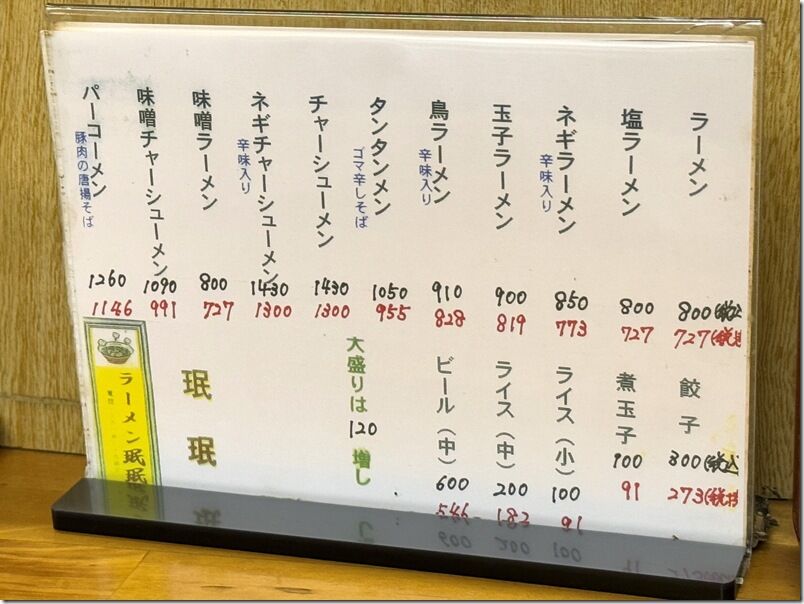 ラーメン
800(税込
727(税抜
塩ラーメン
800
727
ネギラーメン
辛味入り
850
773
玉子ラーメン
900
819
鳥ラーメン
辛味入り
910
828
タンタンメン
ゴマ辛しそば
1050
955
チャーシューメン
1430
1300
ネギチャーシューメン
辛味入り
1430
1300
味噌ラーメン
800
727
味噌チャーシューメン
1090
991
パーコーメン
豚肉の唐揚そば
1260
1146
餃子
300(税込
273(税抜
煮玉子
100
91
ライス(小)
100
91
ライス(中)
200
182
ビール(中)
600
546
大盛りは
120
増し
珉珉
ラーメン珉珉